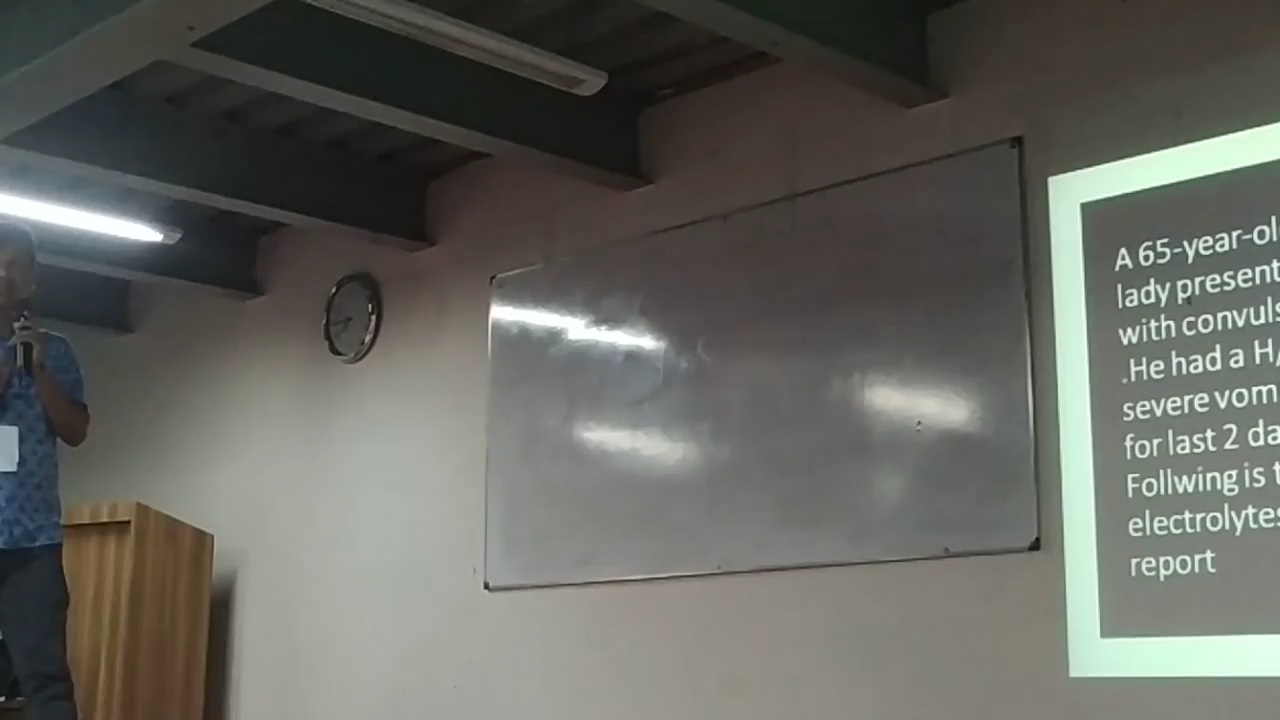 A 65-year-ol
lady present
with convuls
.He had a H/
severe vom
for last 2 da
Follwing is t
electrolytes
report